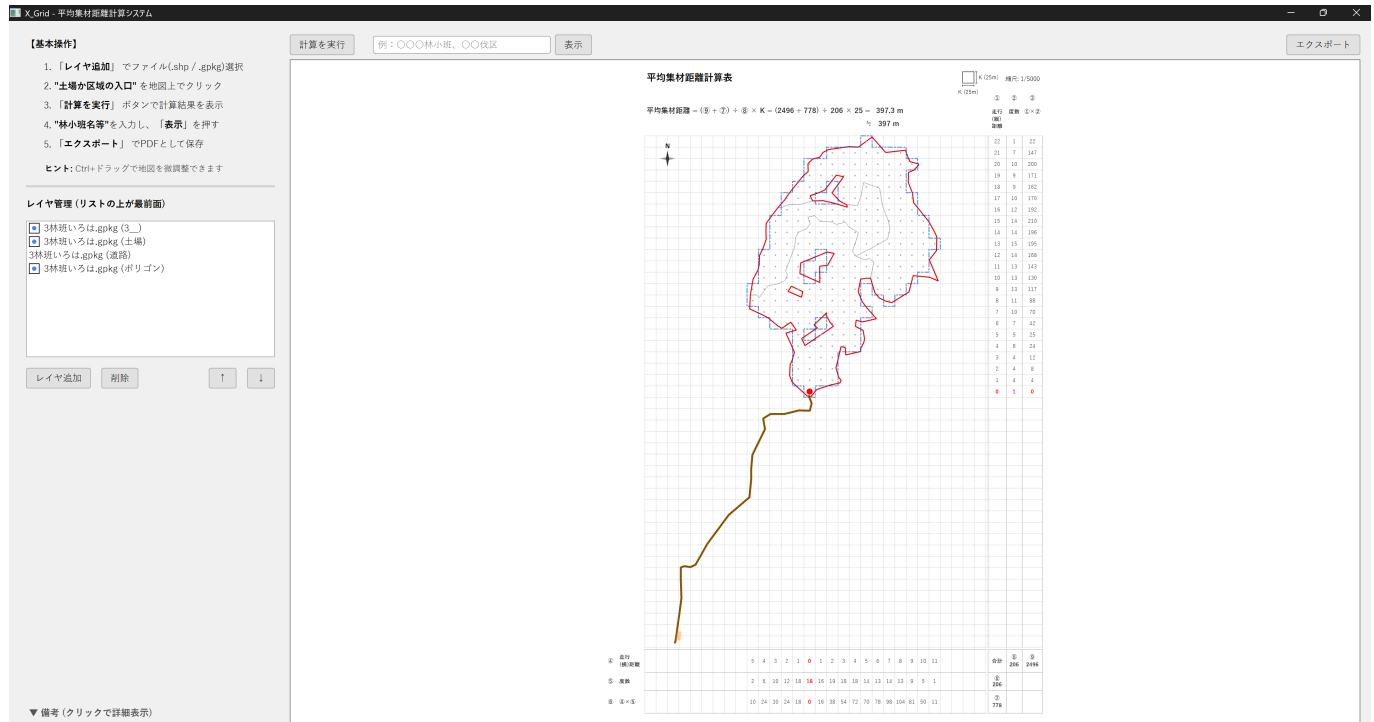 X_Grid - 平均集材距離計算システム
【基本操作】
1. 「レイヤ追加」 でファイル(.shp / .gpkg)選択
2. "土場か区域の入口" を地図上でクリック
3. 「計算を実行」 ボタンで計算結果を表示
4. "林小班名等"を入力し、「表示」を押す
5. 「エクスポート」 でPDFとして保存
ヒント: Ctrl+ドラッグで地図を微調整できます
レイヤ管理 (リストの上が最前面)
3林班いろは.gpkg (3__)
3林班いろは.gpkg (土場)
3林班いろは.gpkg (道路)
3林班いろは.gpkg (ポリゴン)
レイヤ追加 削除 ↑ ↓
▼ 備考 (クリックで詳細表示)
計算を実行 例：〇〇〇林小班、〇〇伐区 表示 エクスポート
平均集材距離計算表
K (25m) 縮尺: 1/5000
K (25m)
平均集材距離 = (⑨ + ⑦) ÷ ⑧ × K = (2496 + 778) ÷ 206 × 25 = 397.3 m
≒ 397 m
① ② ③
走行(縦)距離 度数 ①×②
N
22 1 22
21 7 147
20 10 200
19 9 171
18 9 162
17 10 170
16 12 192
15 14 210
14 14 196
13 15 195
12 14 168
11 13 143
10 13 130
9 13 117
8 11 88
7 10 70
6 7 42
5 5 25
4 6 24
3 4 12
2 4 8
1 4 4
0 1 0
④ 走行(横)距離 5 4 3 2 1 0 1 2 3 4 5 6 7 8 9 10 11 合計 ⑧ 206 ⑨ 2496
⑤ 度数 2 6 10 12 18 18 16 19 18 18 14 13 14 13 9 5 1 ⑧ 206
⑥ ④×⑤ 10 24 30 24 18 0 16 38 54 72 70 78 98 104 81 50 11 ⑦ 778